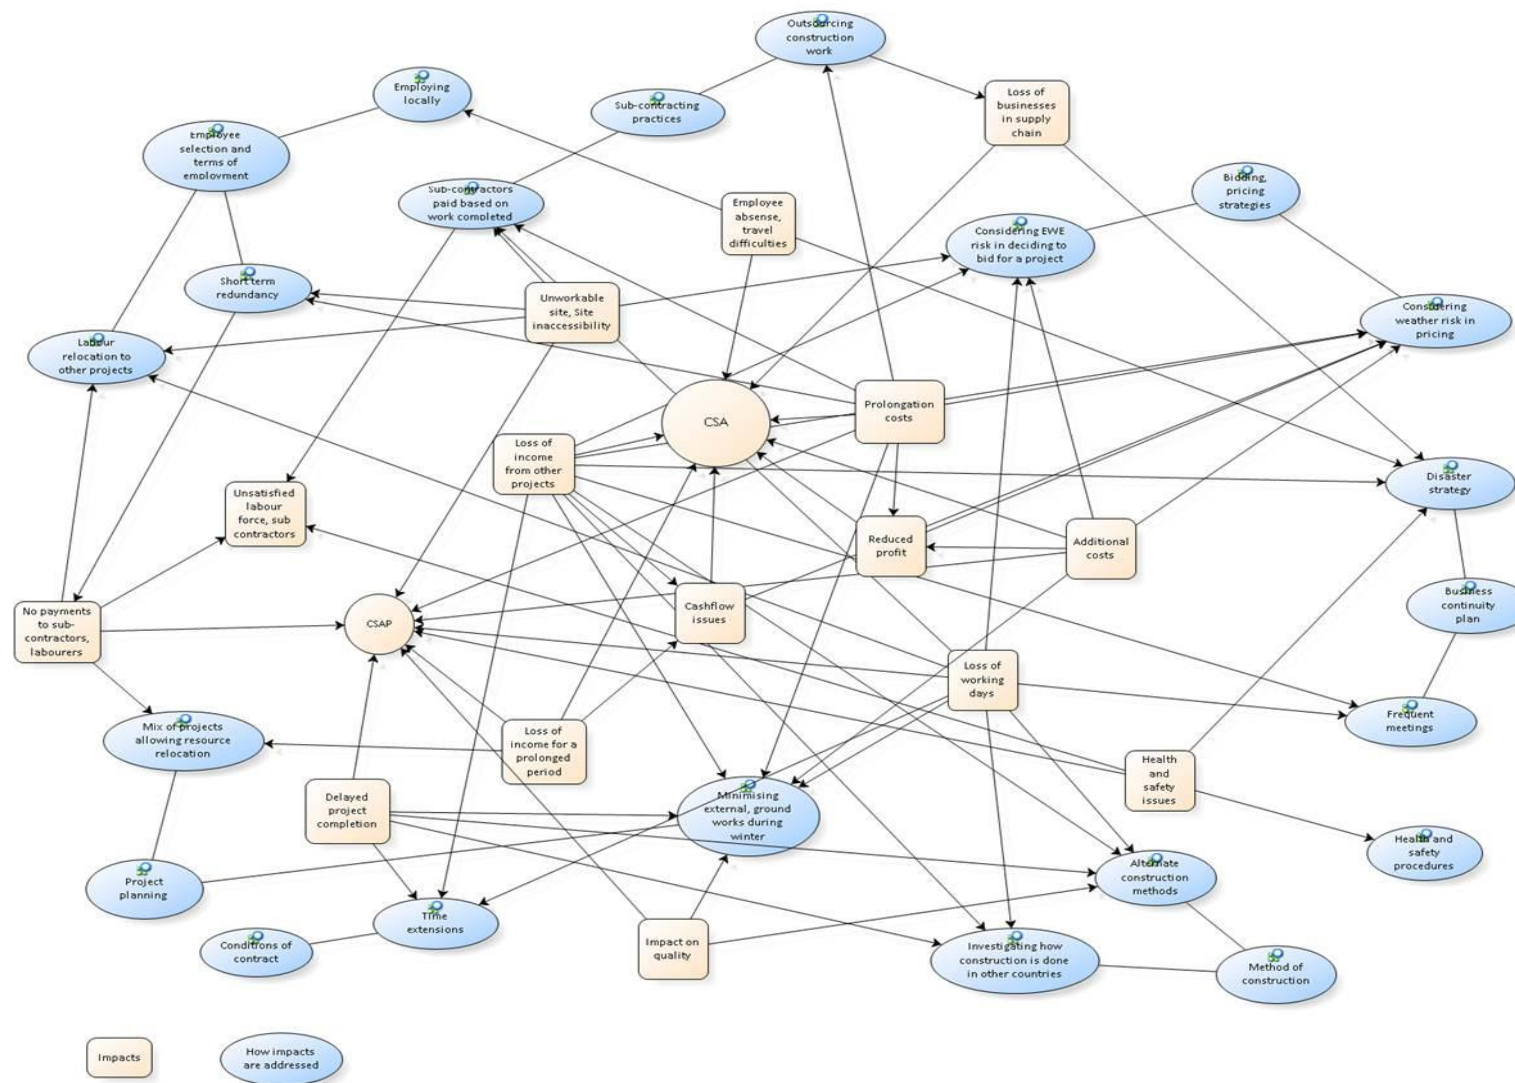 Outsourcing
construction
work
Employing
locally
Sub-contracting
practices
Loss of
businesses
in supply
chain
Employee
selection and
terms of
employment
Sub-contractors
paid based on
work completed
Employee
absense,
travel
difficulties
Bidding,
pricing
strategies
Considering EWE
risk in deciding to
bid for a project
Short term
redundancy
Unworkable
site, Site
inaccessibility
Considering
weather risk in
pricing
Labour
relocation to
other projects
CSA
Prolongation
costs
Loss of
income
from other
projects
Unsatisfied
labour
force, sub
contractors
Disaster
strategy
Reduced
profit
Additional
costs
No payments
to sub-
contractors,
labourers
CSAP
Cashflow
issues
Business
continuity
plan
Loss of
working
days
Mix of projects
allowing resource
relocation
Loss of
income for a
prolonged
period
Frequent
meetings
Delayed
project
completion
Minimising
external, ground
works during
winter
Health
and
safety
issues
Health and
safety
procedures
Project
planning
Alternate
construction
methods
Time
extensions
Conditions of
contract
Impact on
quality
Investigating how
construction is done
in other countries
Method of
construction
Impacts
How impacts
are addressed